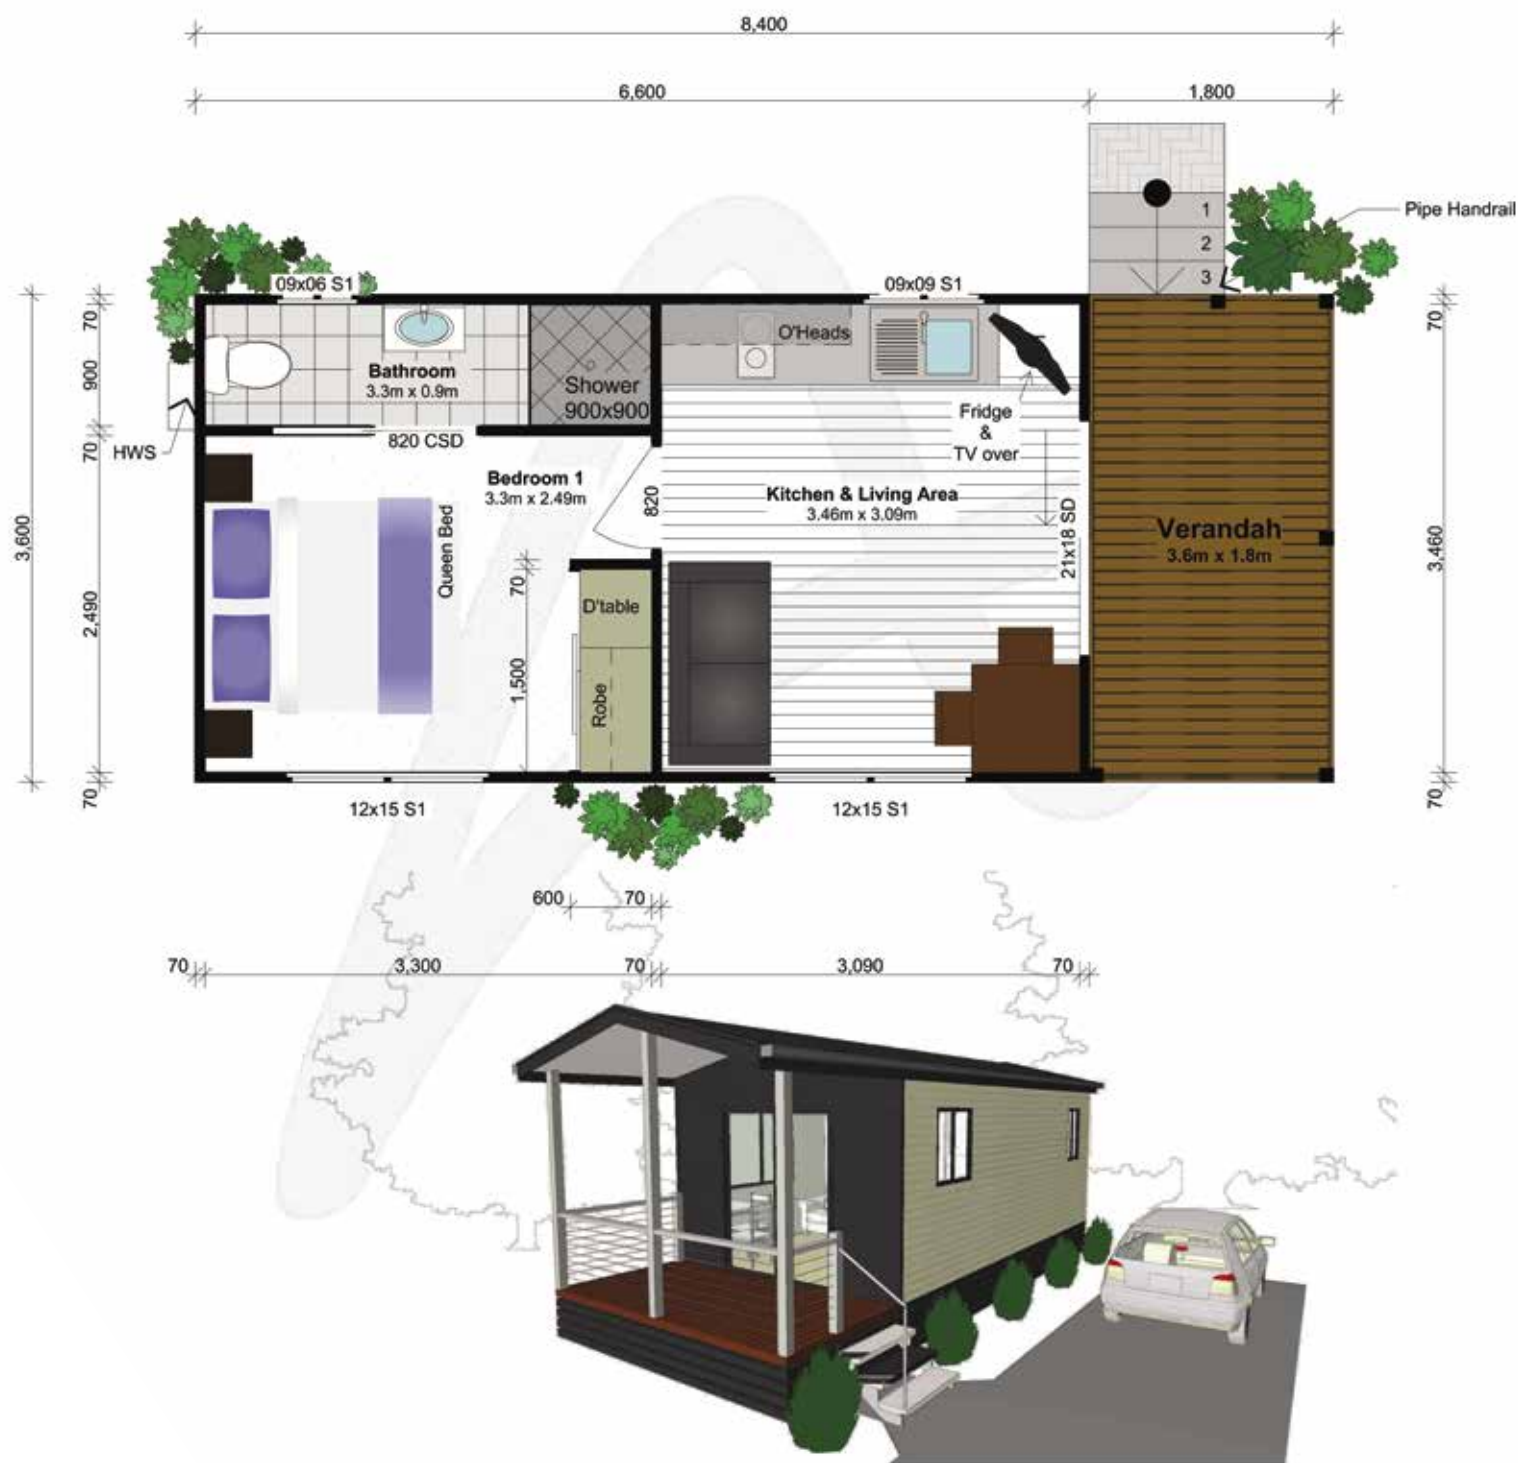 8,400
6,600
1,800
Pipe Handrail
1
2
3
09x06 S1
09x09 S1
70
900
70
2,490
70
3,600
HWS
Bathroom
3.3m x 0.9m
Shower
900x900
820 CSD
O'Heads
Fridge
&
TV over
Bedroom 1
3.3m x 2.49m
820
Kitchen & Living Area
3.46m x 3.09m
21x18 SD
Verandah
3.6m x 1.8m
Queen Bed
70
1,500
D'table
Robe
70
3,460
70
12x15 S1
12x15 S1
600
70
70
3,300
70
3,090
70